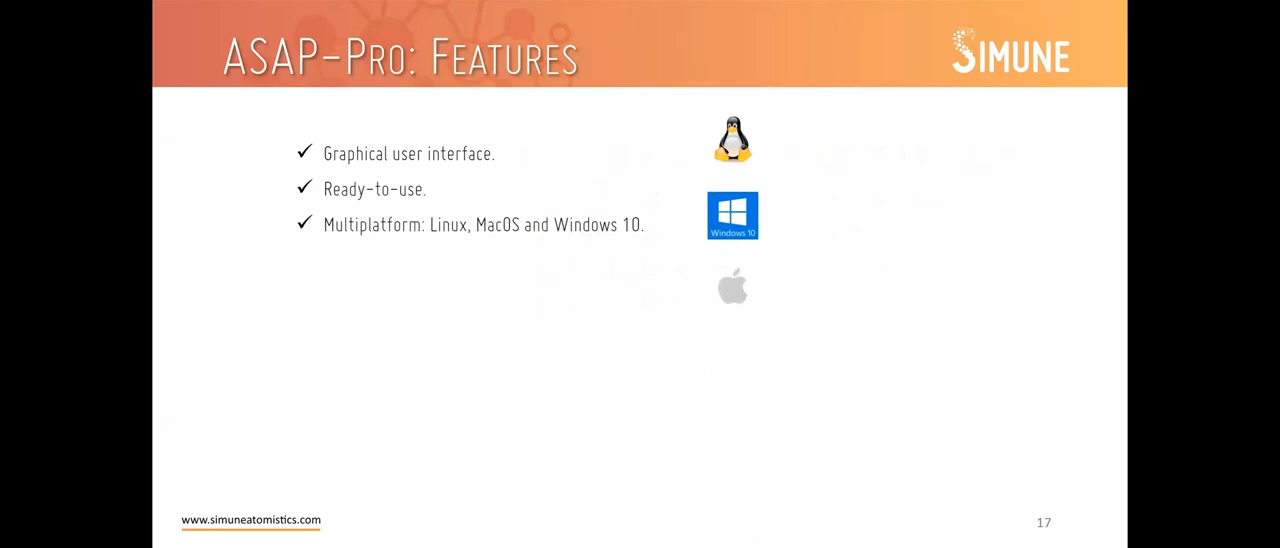 ASAP-Pro: Features
SIMUNE
✓ Graphical user interface.
✓ Ready-to-use.
✓ Multiplatform: Linux, MacOS and Windows 10.
Windows 10
www.simuneatomistics.com
17